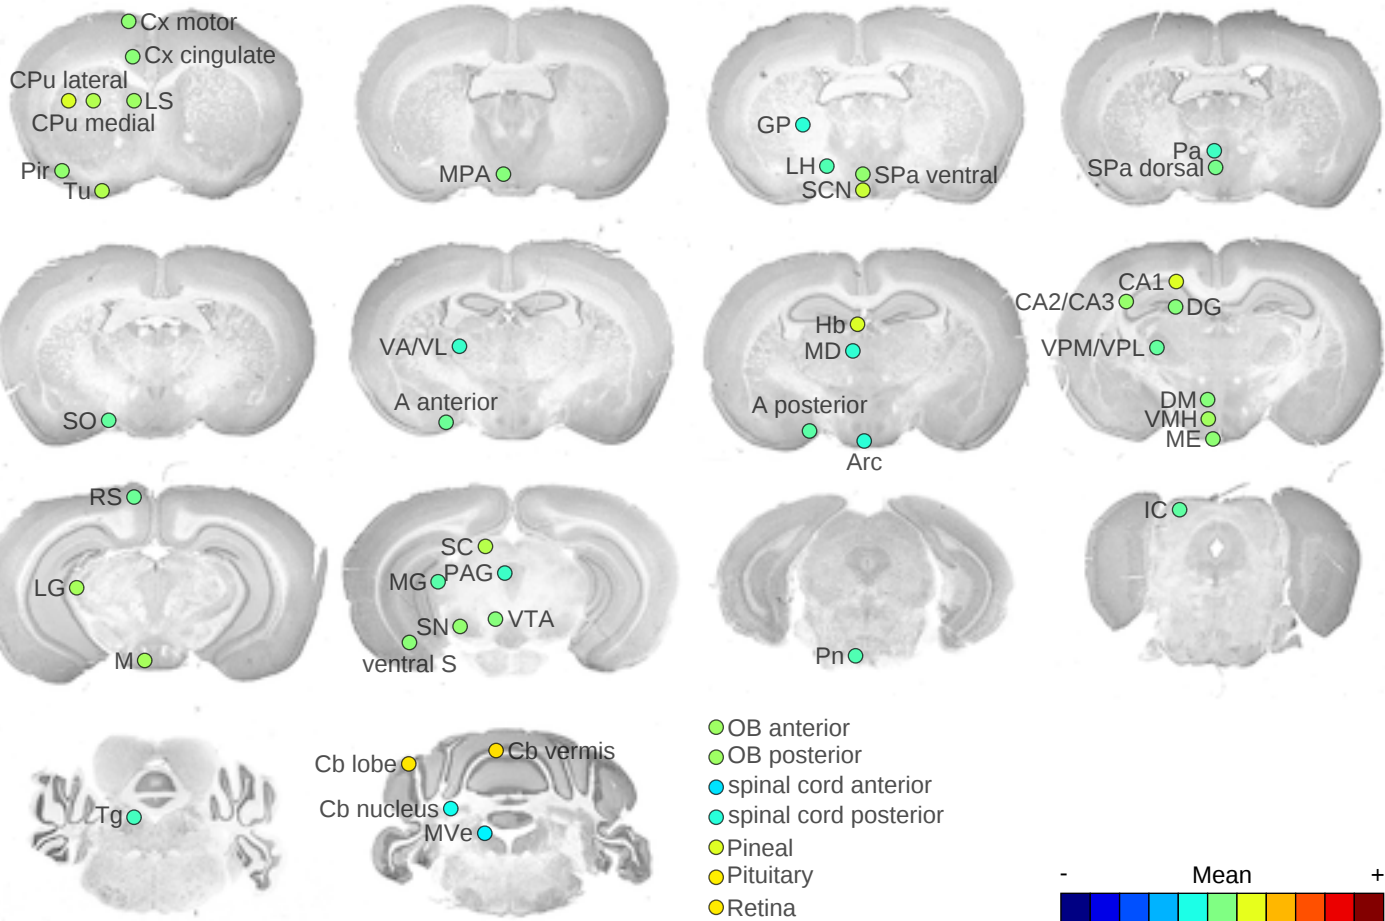 Cx motor
Cx cingulate
CPu lateral
LS
CPu medial
Pir
Tu
MPA
GP
LH
SPa ventral
SCN
Pa
SPa dorsal
SO
VA/VL
A anterior
Hb
MD
A posterior
Arc
CA1
CA2/CA3
DG
VPM/VPL
DM
VMH
ME
RS
LG
M
SC
MG
PAG
SN
VTA
ventral S
Pn
IC
Tg
Cb lobe
Cb vermis
Cb nucleus
MVe
OB anterior
OB posterior
spinal cord anterior
spinal cord posterior
Pineal
Pituitary
Retina
- Mean +